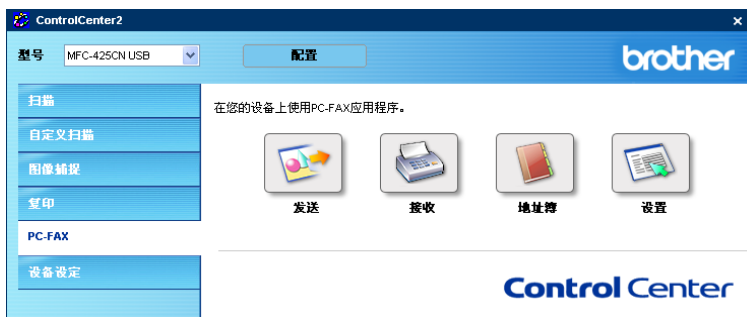 ControlCenter2
型号 MFC-425CN USB 配置 brother
扫描
自定义扫描
图像捕捉
复印
PC-FAX
设备设定
在您的设备上使用PC-FAX应用程序。
发送 接收 地址簿 设置
Control Center